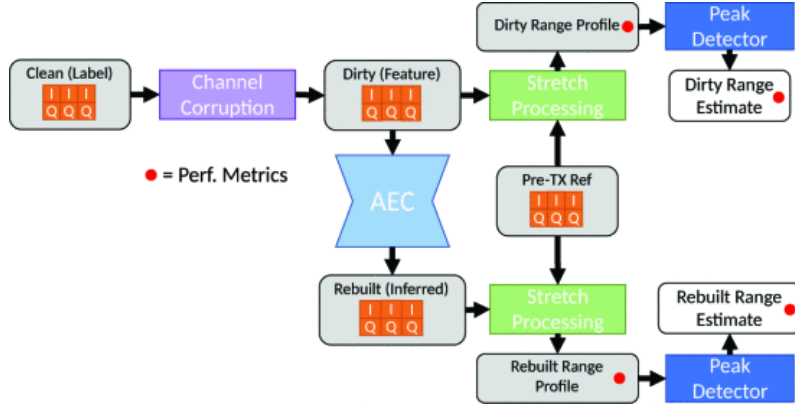 Dirty Range Profile
Peak
Detector
Clean (Label)
I I I
Q Q Q
Channel
Corruption
Dirty (Feature)
I I I
Q Q Q
Stretch
Processing
Dirty Range
Estimate
= Perf. Metrics
AEC
Pre-TX Ref
I I I
Q Q Q
Rebuilt (Inferred)
I I I
Q Q Q
Stretch
Processing
Rebuilt Range
Estimate
Rebuilt Range
Profile
Peak
Detector